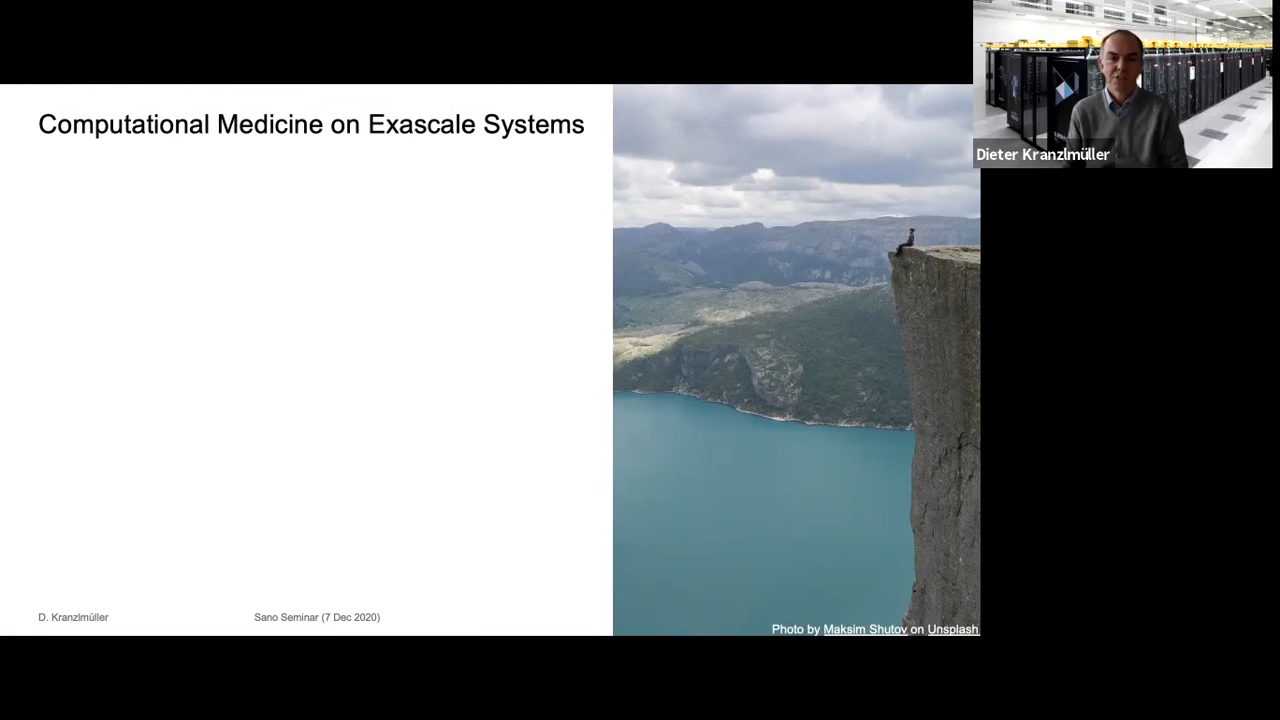 Computational Medicine on Exascale Systems
Dieter Kranzlmüller
D. Kranzlmüller
Sano Seminar (7 Dec 2020)
Photo by Maksim Shutov on Unsplash